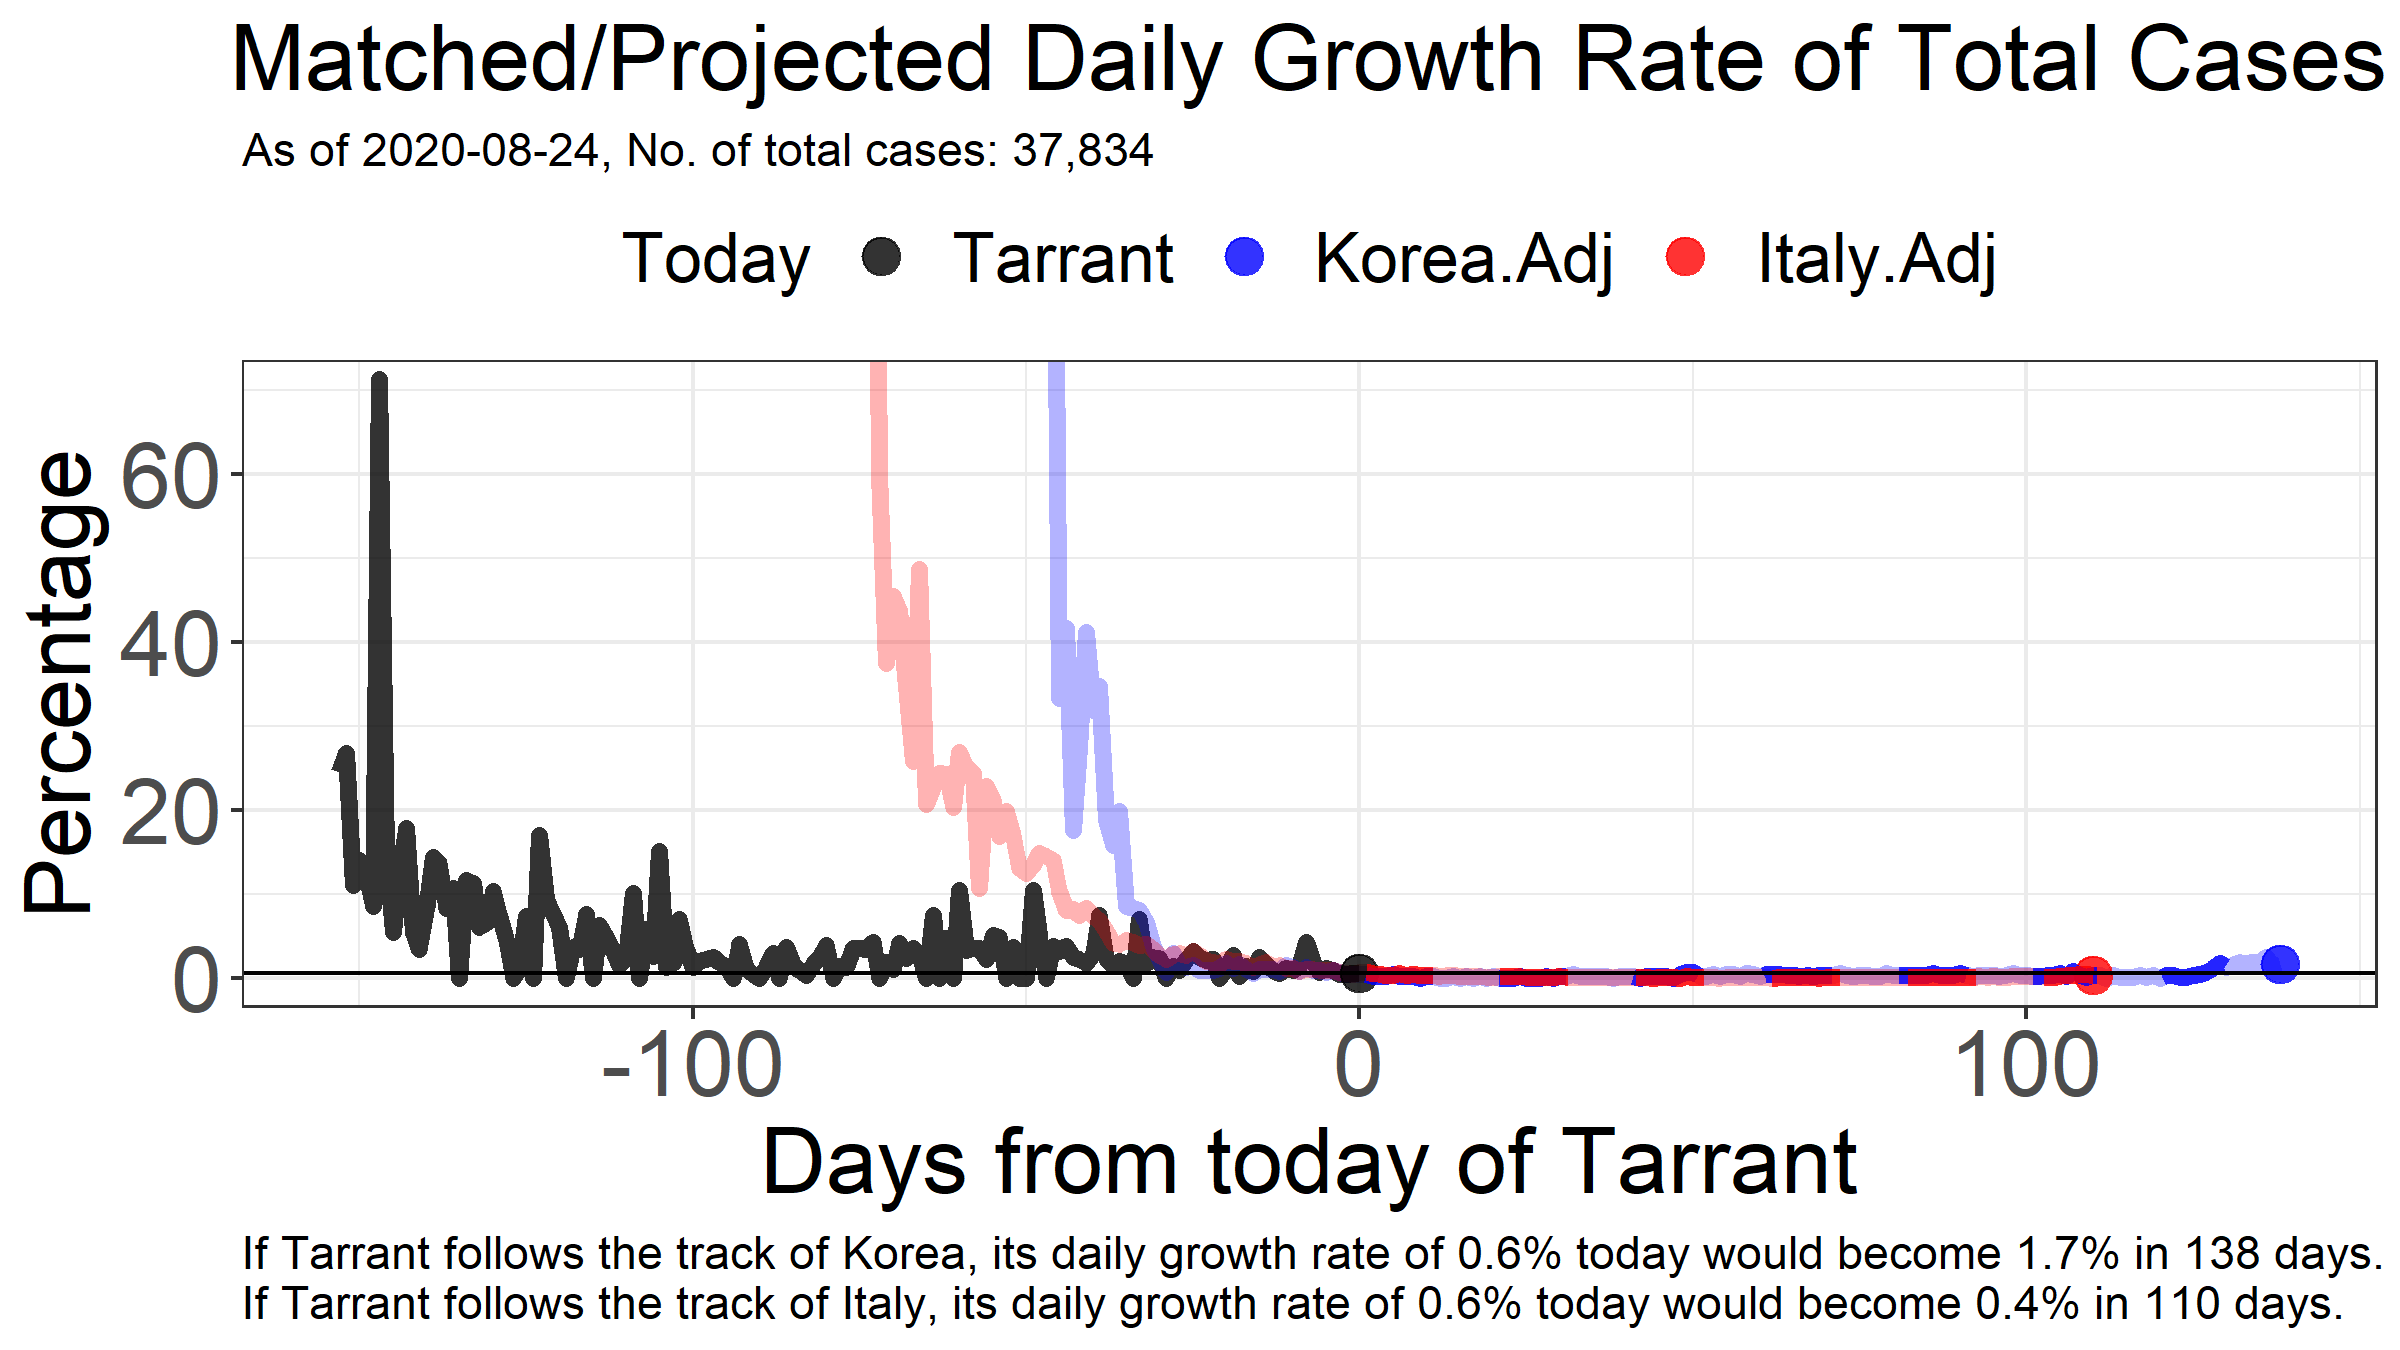 Matched/Projected Daily Growth Rate of Total Cases
As of 2020-08-24, No. of total cases: 37,834
Today Tarrant Korea.Adj Italy.Adj
Percentage
60
40
20
0
-100 0 100
Days from today of Tarrant
If Tarrant follows the track of Korea, its daily growth rate of 0.6% today would become 1.7% in 138 days.
If Tarrant follows the track of Italy, its daily growth rate of 0.6% today would become 0.4% in 110 days.